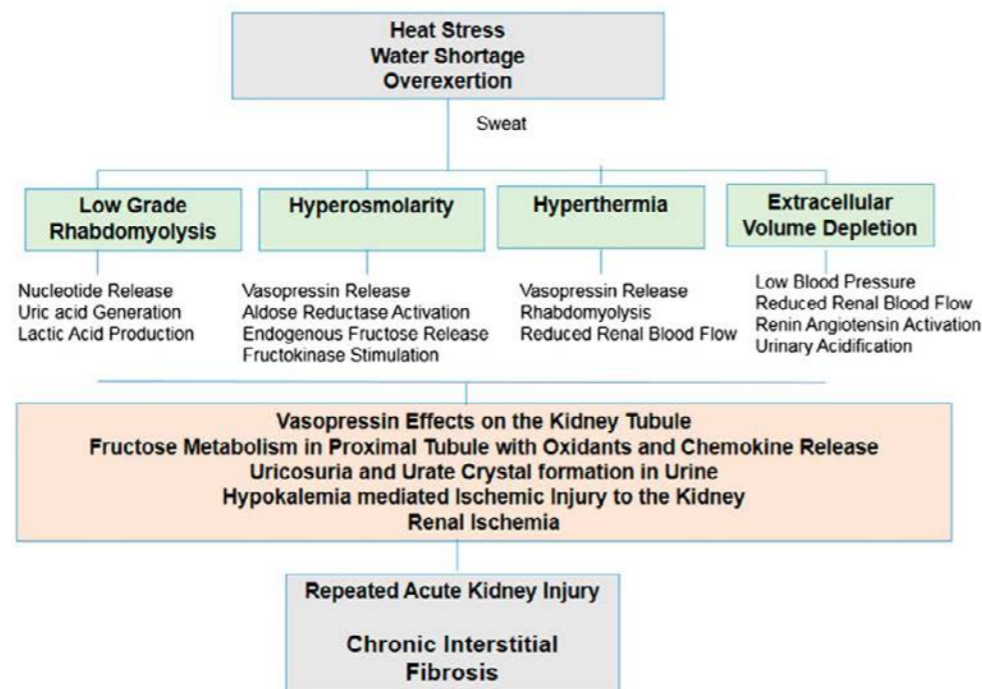 Heat Stress
Water Shortage
Overexertion
Sweat
Low Grade
Rhabdomyolysis
Nucleotide Release
Uric acid Generation
Lactic Acid Production
Hyperosmolarity
Vasopressin Release
Aldose Reductase Activation
Endogenous Fructose Release
Fructokinase Stimulation
Hyperthermia
Vasopressin Release
Rhabdomyolysis
Reduced Renal Blood Flow
Extracellular
Volume Depletion
Low Blood Pressure
Reduced Renal Blood Flow
Renin Angiotensin Activation
Urinary Acidification
Vasopressin Effects on the Kidney Tubule
Fructose Metabolism in Proximal Tubule with Oxidants and Chemokine Release
Uricosuria and Urate Crystal formation in Urine
Hypokalemia mediated Ischemic Injury to the Kidney
Renal Ischemia
Repeated Acute Kidney Injury
Chronic Interstitial
Fibrosis